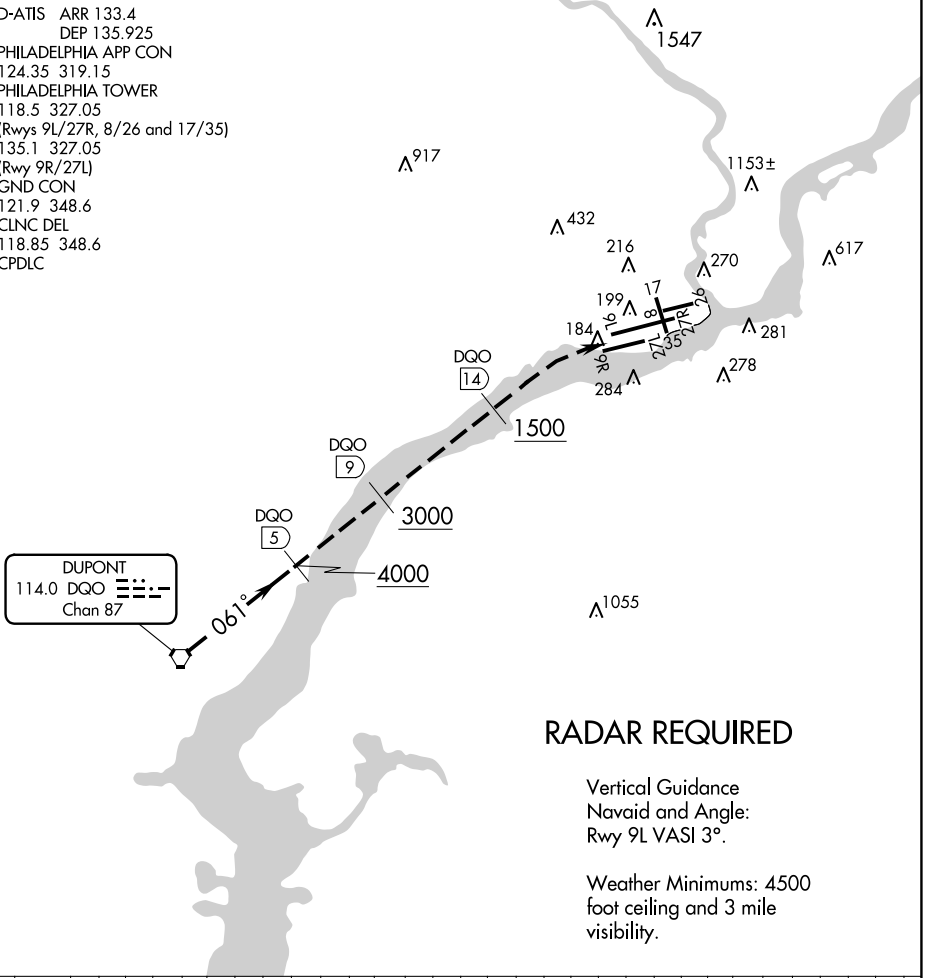 D-ATIS ARR 133.4
DEP 135.925
PHILADELPHIA APP CON
124.35 319.15
PHILADELPHIA TOWER
118.5 327.05
(Rwys 9L/27R, 8/26 and 17/35)
135.1 327.05
(Rwy 9R/27L)
GND CON
121.9 348.6
CLNC DEL
118.85 348.6
CPDLC
1547
917
1153±
432
216
270
617
199
17
26
8
9L
27R
184
35
27L
9R
281
278
284
DQO
14
1500
DQO
9
3000
DQO
5
4000
DUPONT
114.0 DQO
Chan 87
061°
1055
RADAR REQUIRED
Vertical Guidance
Navaid and Angle:
Rwy 9L VASI 3°.
Weather Minimums: 4500
foot ceiling and 3 mile
visibility.